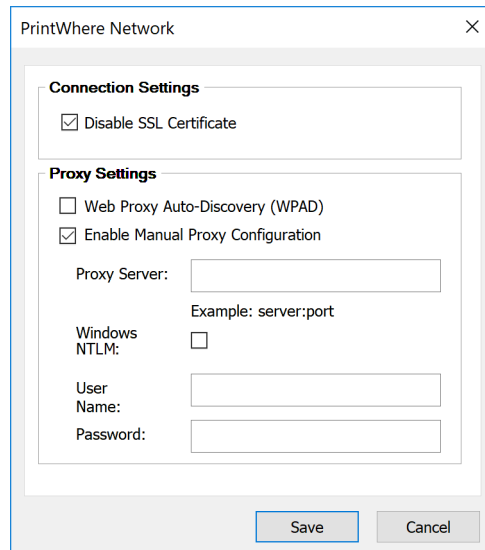 PrintWhere Network
Connection Settings
Disable SSL Certificate
Proxy Settings
Web Proxy Auto-Discovery (WPAD)
Enable Manual Proxy Configuration
Proxy Server:
Example: server:port
Windows
NTLM:
User
Name:
Password:
Save Cancel